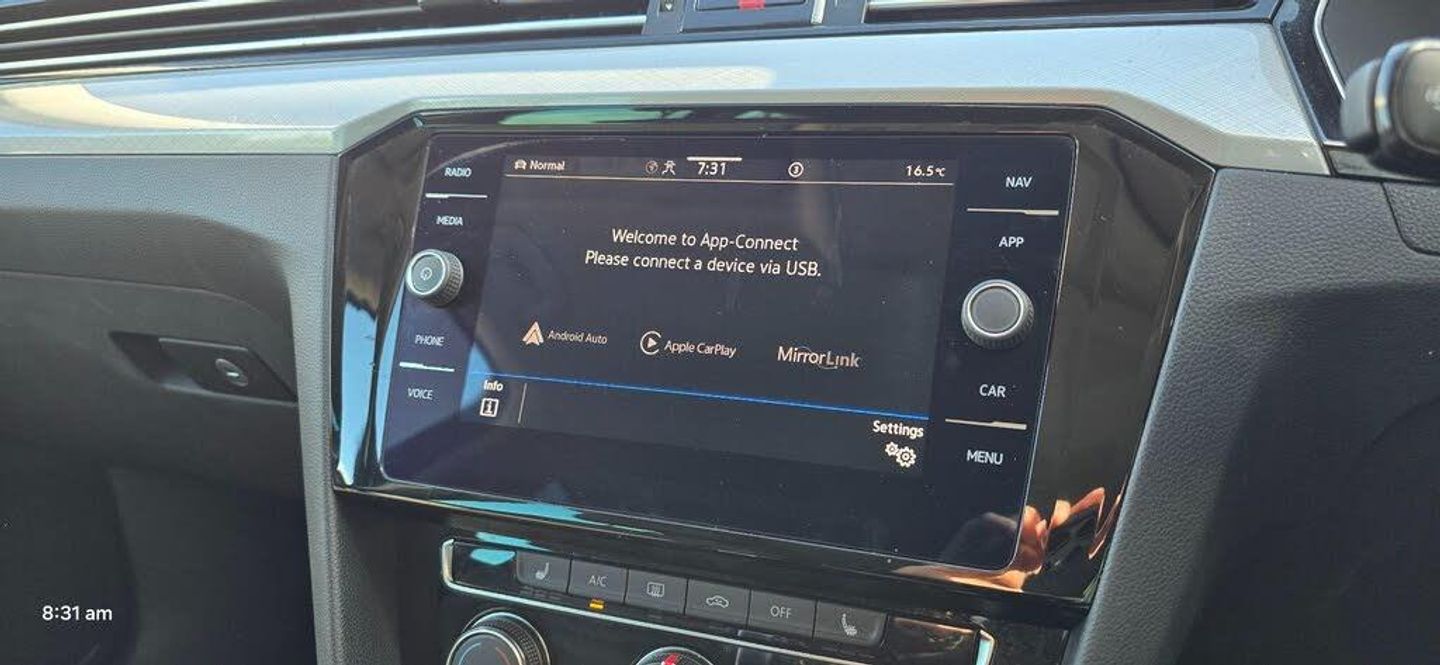 RADIO
MEDIA
PHONE
VOICE
Normal
7:31
3
16.5°C
Welcome to App-Connect
Please connect a device via USB.
Android Auto
Apple CarPlay
MirrorLink
Info
i
Settings
NAV
APP
CAR
MENU
A/C
OFF
8:31 am